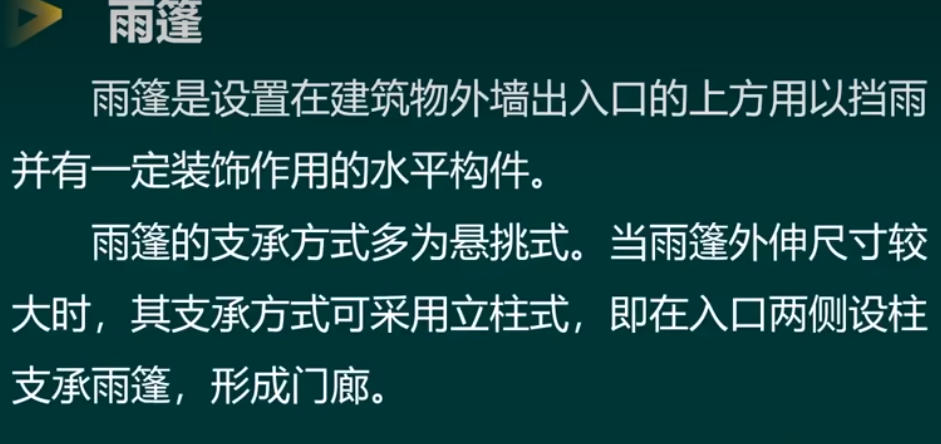 雨篷
雨篷是设置在建筑物外墙出入口的上方用以挡雨
并有一定装饰作用的水平构件。
雨篷的支承方式多为悬挑式。当雨篷外伸尺寸较
大时，其支承方式可采用立柱式，即在入口两侧设柱
支承雨篷，形成门廊。